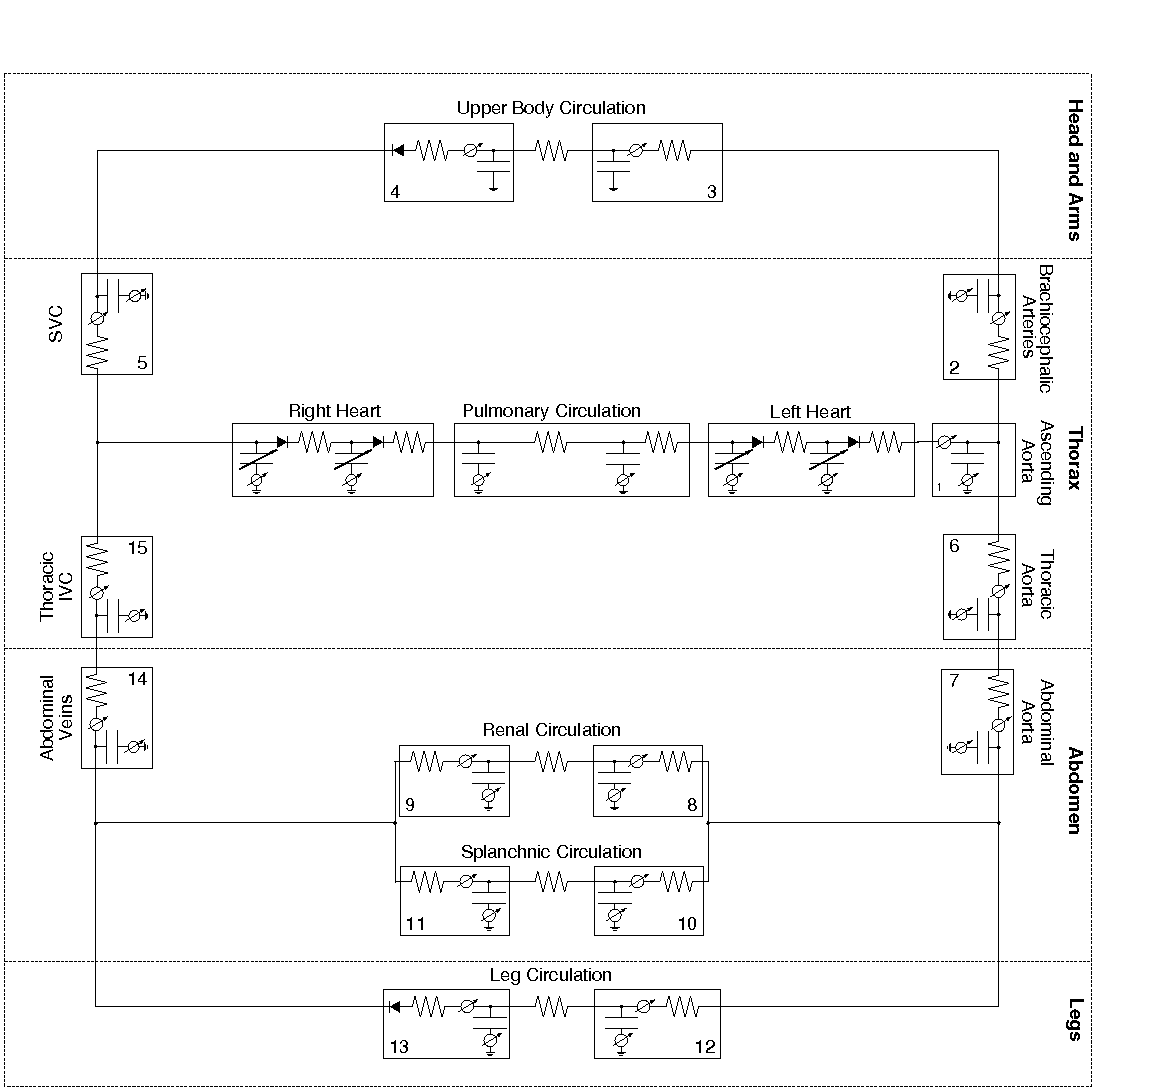 Upper Body Circulation
4
3
Head and Arms
SVC
5
Brachiocephalic
Arteries
2
Right Heart
Pulmonary Circulation
Left Heart
Ascending
Aorta
1
Thorax
Thoracic
IVC
15
6
Thoracic
Aorta
Abdominal
Veins
14
7
Abdominal
Aorta
Renal Circulation
9
8
Abdomen
Splanchnic Circulation
11
10
Leg Circulation
13
12
Legs